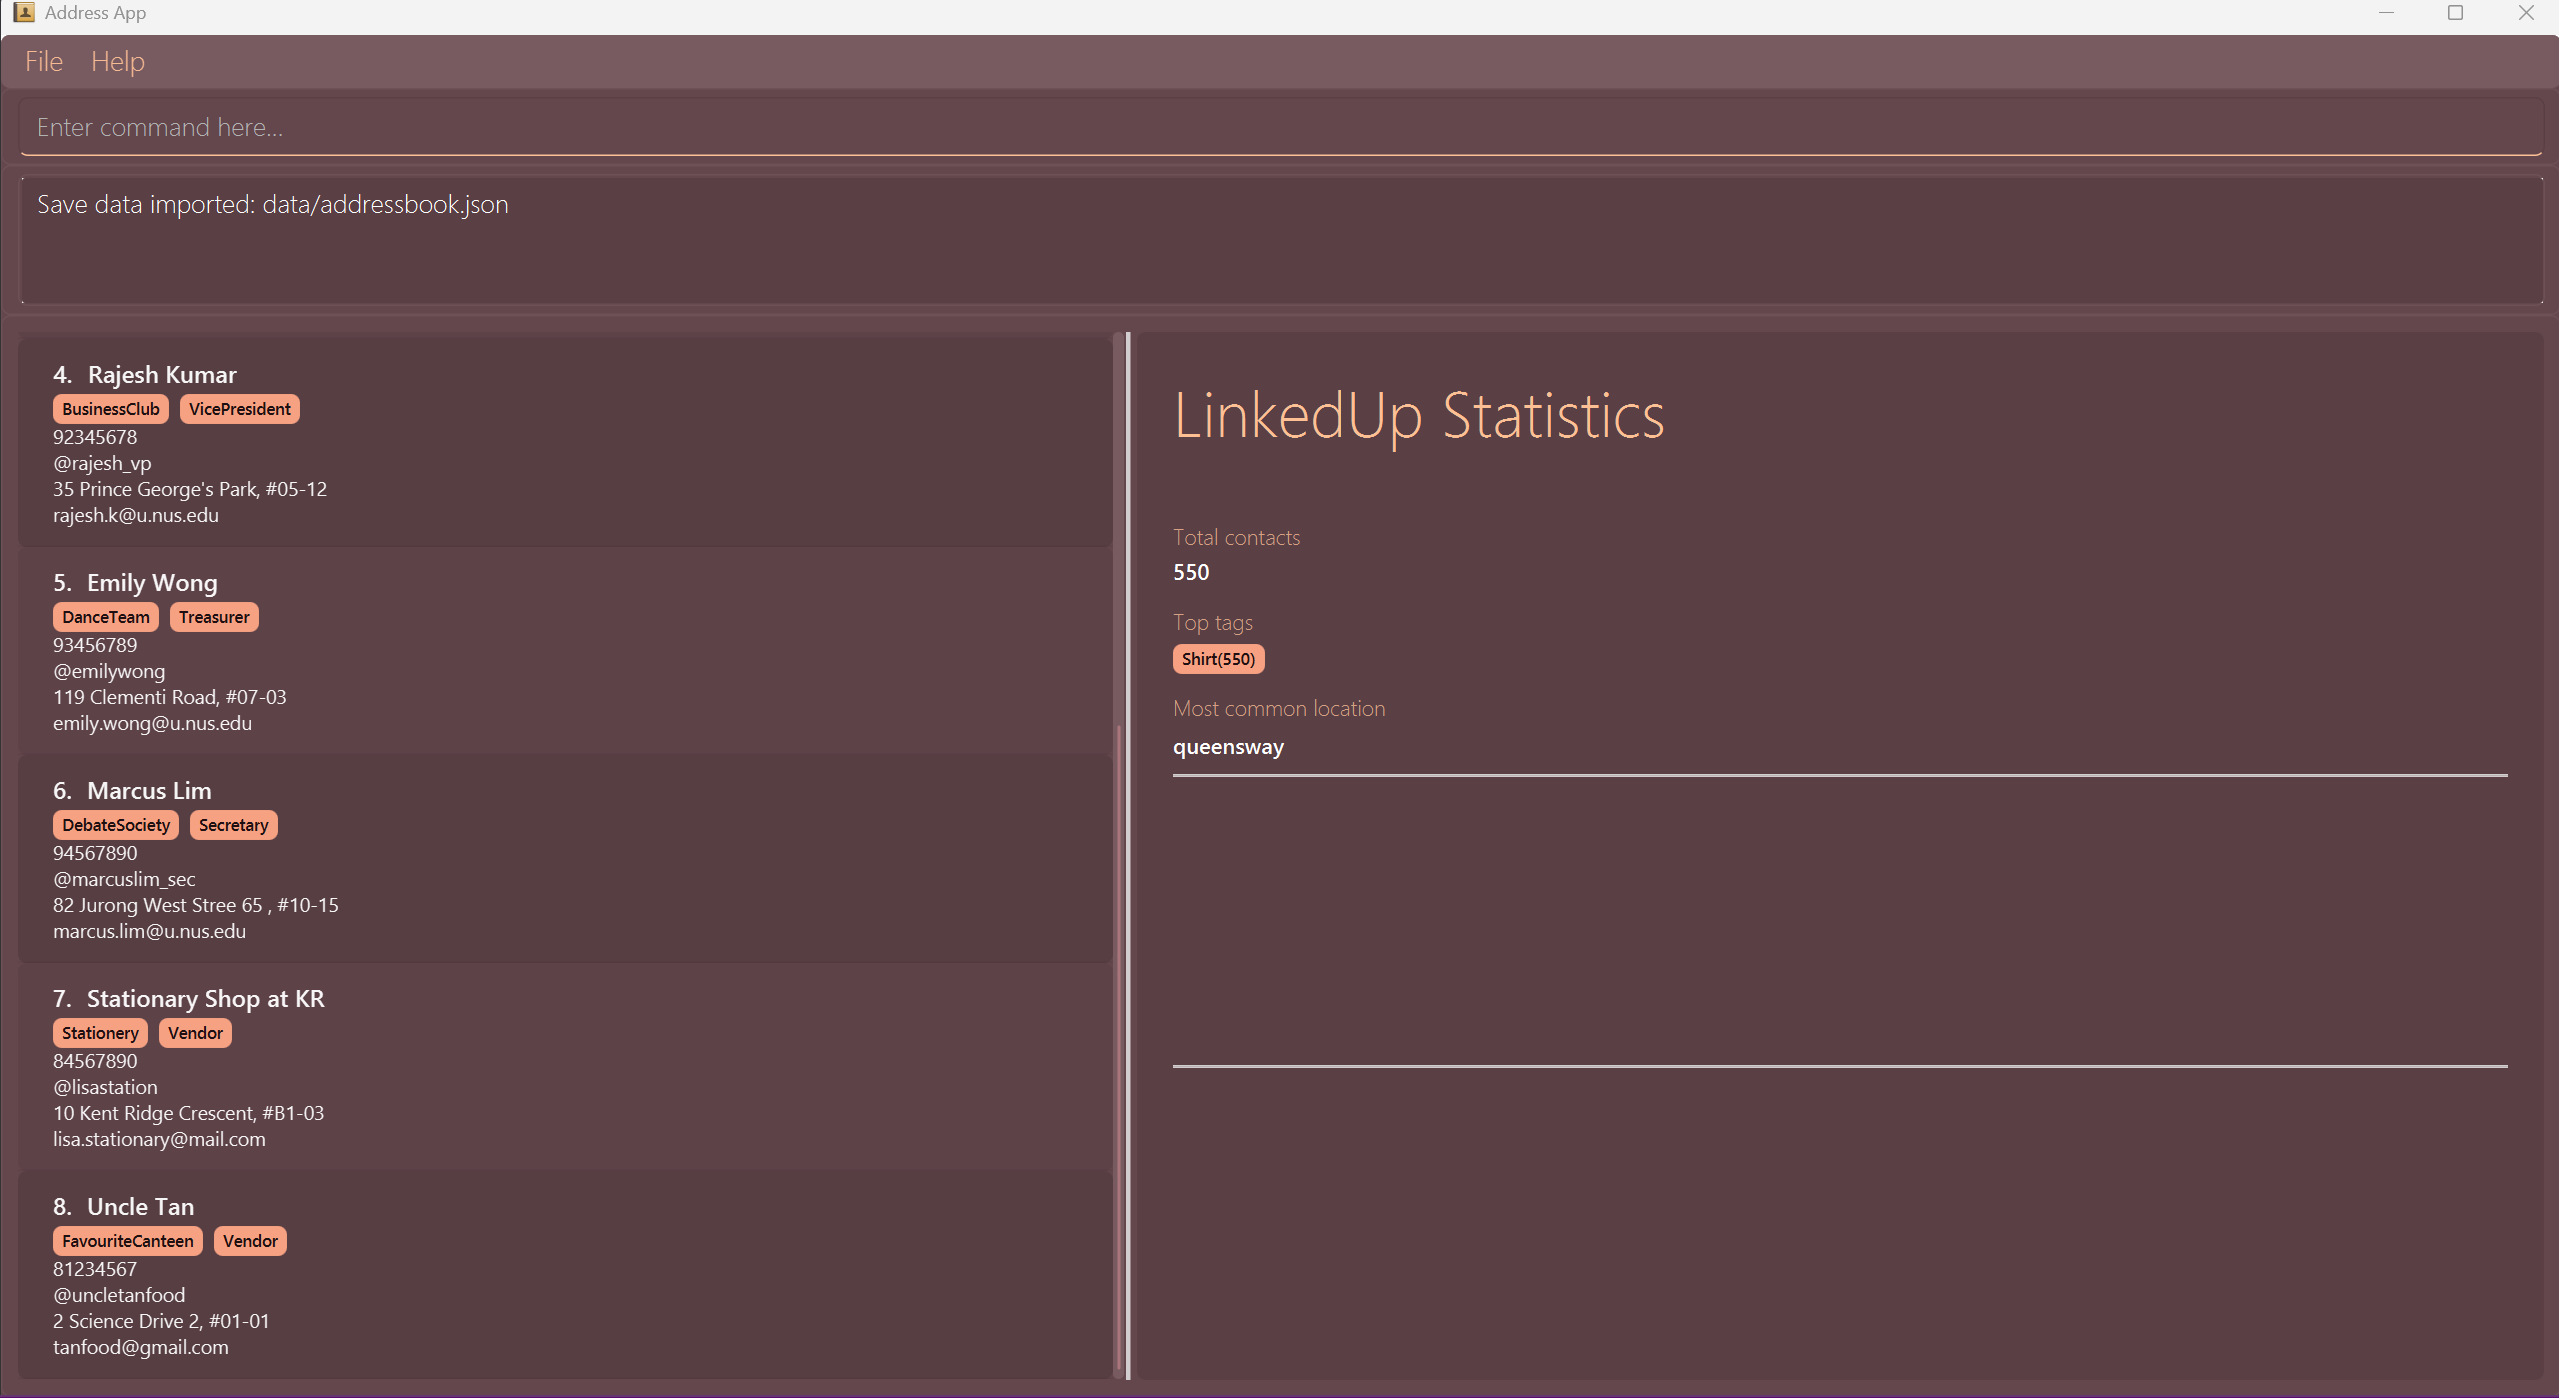 Address App
File Help
Enter command here...
Save data imported: data/addressbook.json
4. Rajesh Kumar
BusinessClub VicePresident
92345678
@rajesh_vp
35 Prince George's Park, #05-12
rajesh.k@u.nus.edu
5. Emily Wong
DanceTeam Treasurer
93456789
@emilywong
119 Clementi Road, #07-03
emily.wong@u.nus.edu
6. Marcus Lim
DebateSociety Secretary
94567890
@marcuslim_sec
82 Jurong West Stree 65 , #10-15
marcus.lim@u.nus.edu
7. Stationary Shop at KR
Stationery Vendor
84567890
@lisastation
10 Kent Ridge Crescent, #B1-03
lisa.stationary@mail.com
8. Uncle Tan
FavouriteCanteen Vendor
81234567
@uncletanfood
2 Science Drive 2, #01-01
tanfood@gmail.com
LinkedUp Statistics
Total contacts
550
Top tags
Shirt(550)
Most common location
queensway